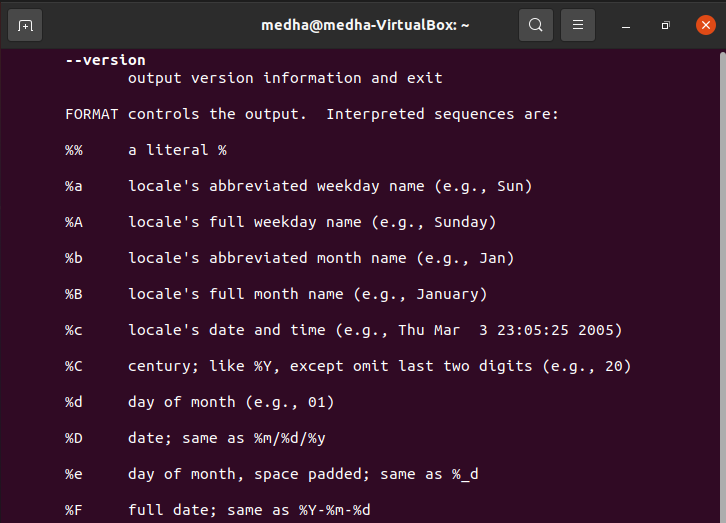 medha@medha-VirtualBox: ~
--version
output version information and exit
FORMAT controls the output.  Interpreted sequences are:
%%     a literal %
%a     locale's abbreviated weekday name (e.g., Sun)
%A     locale's full weekday name (e.g., Sunday)
%b     locale's abbreviated month name (e.g., Jan)
%B     locale's full month name (e.g., January)
%c     locale's date and time (e.g., Thu Mar  3 23:05:25 2005)
%C     century; like %Y, except omit last two digits (e.g., 20)
%d     day of month (e.g., 01)
%D     date; same as %m/%d/%y
%e     day of month, space padded; same as %_d
%F     full date; same as %Y-%m-%d